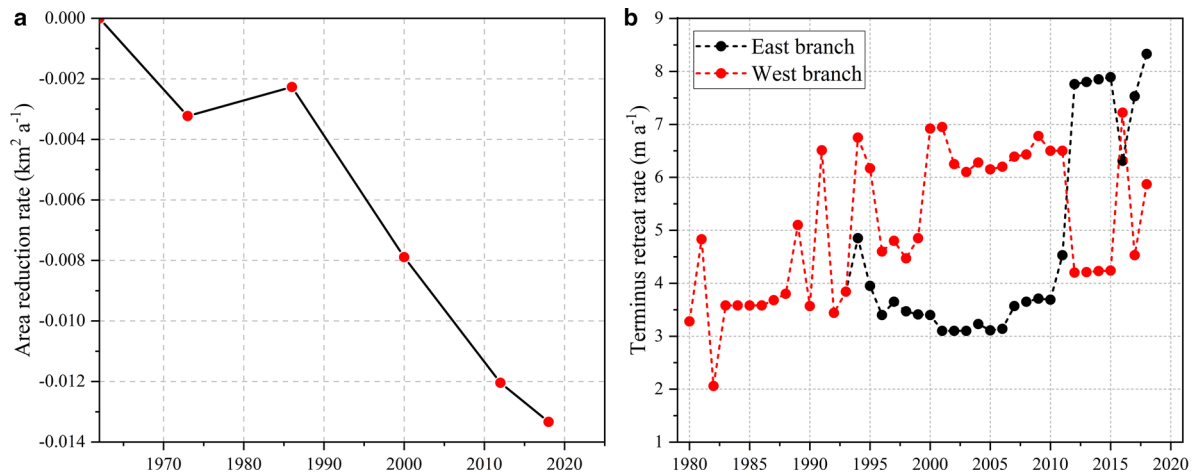 a
0.000
-0.002
-0.004
-0.006
-0.008
-0.010
-0.012
-0.014
Area reduction rate (km² a⁻¹)
1970 1980 1990 2000 2010 2020
b
9
8
7
6
5
4
3
2
1
Terminus retreat rate (m a⁻¹)
East branch
West branch
1980 1985 1990 1995 2000 2005 2010 2015 2020